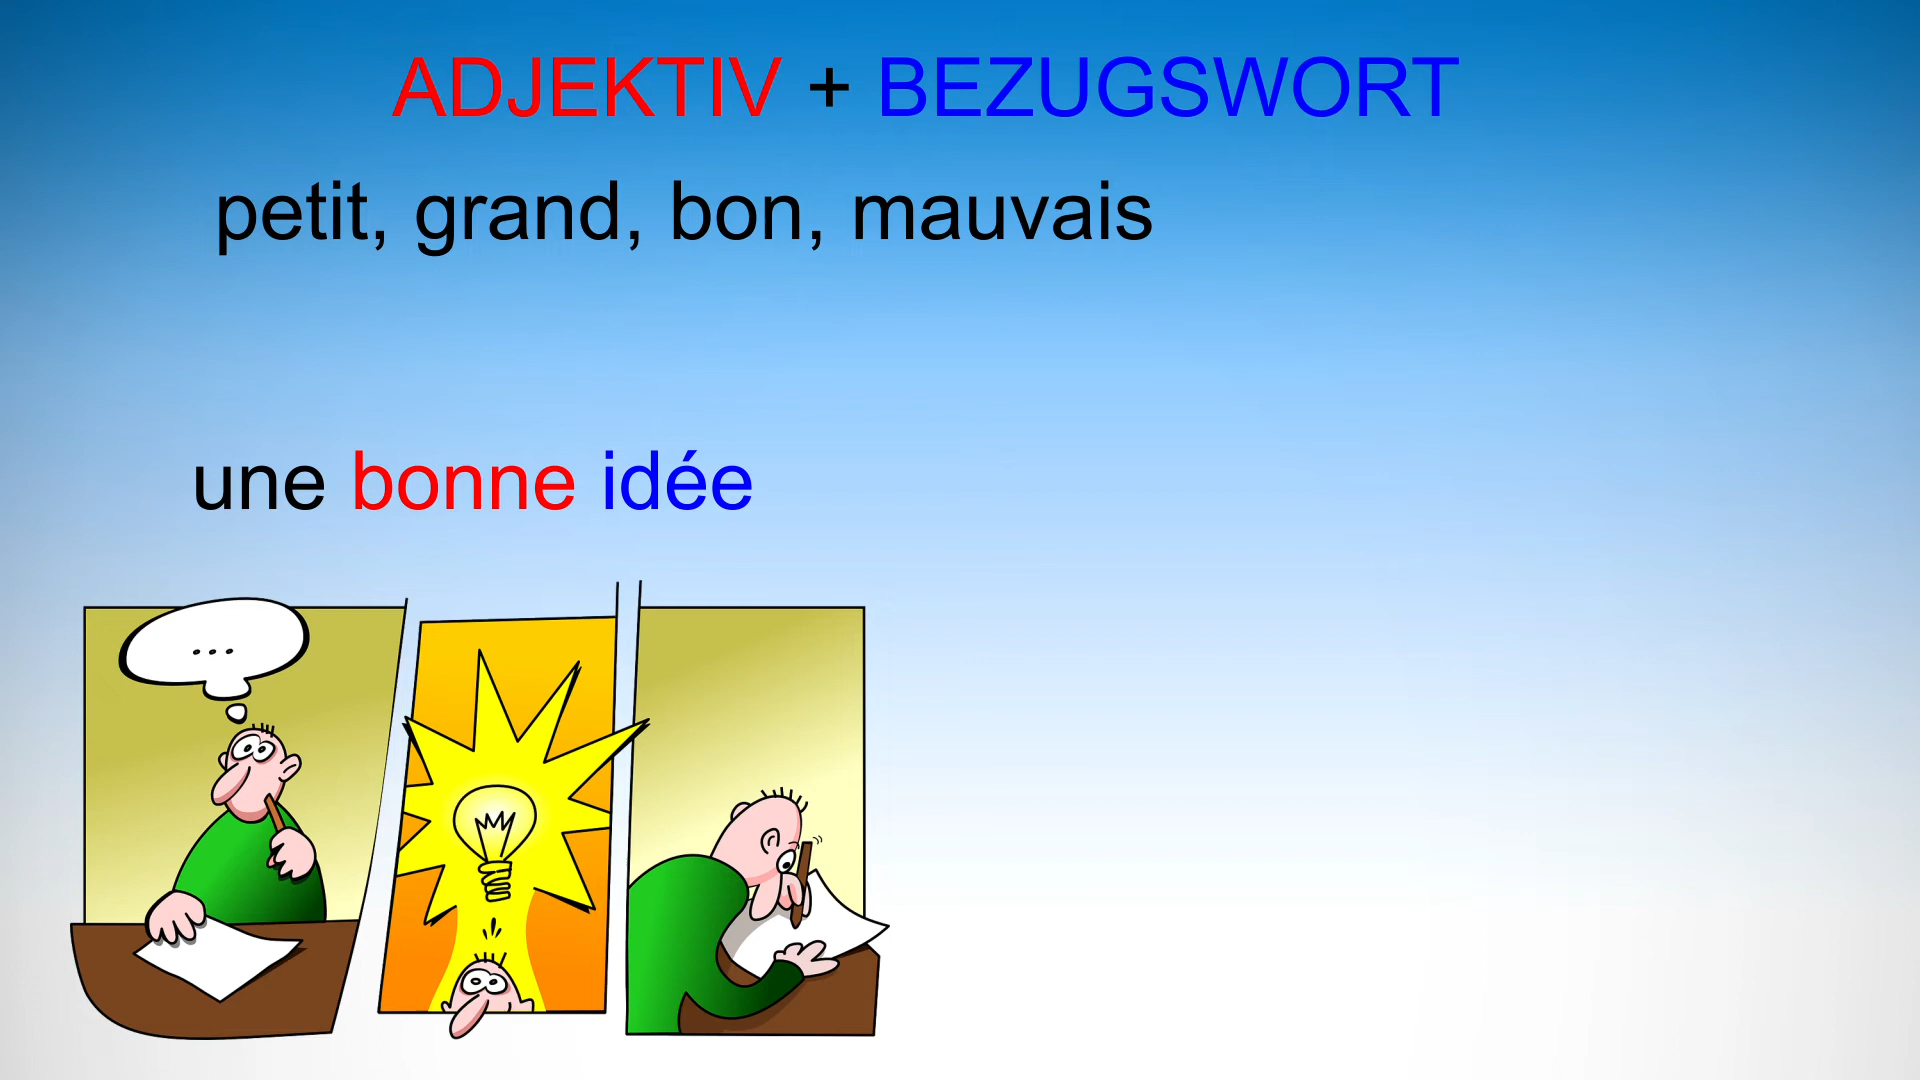 ADJEKTIV + BEZUGSWORT
petit, grand, bon, mauvais
une bonne idée
...